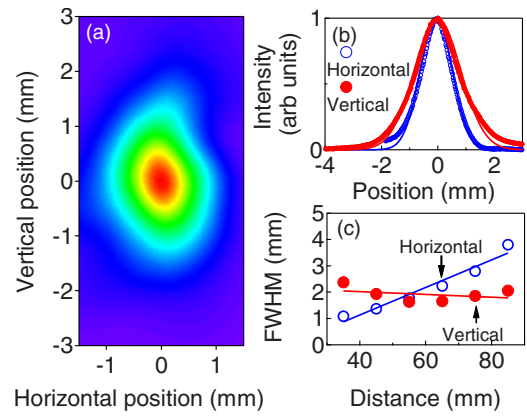 (a)
3
2
1
0
-1
-2
-3
-1
0
1
Vertical position (mm)
Horizontal position (mm)
(b)
Horizontal
Vertical
1
0
-4
-2
0
2
Intensity
(arb units)
Position (mm)
(c)
Horizontal
Vertical
5
4
3
2
1
0
40
60
80
FWHM (mm)
Distance (mm)